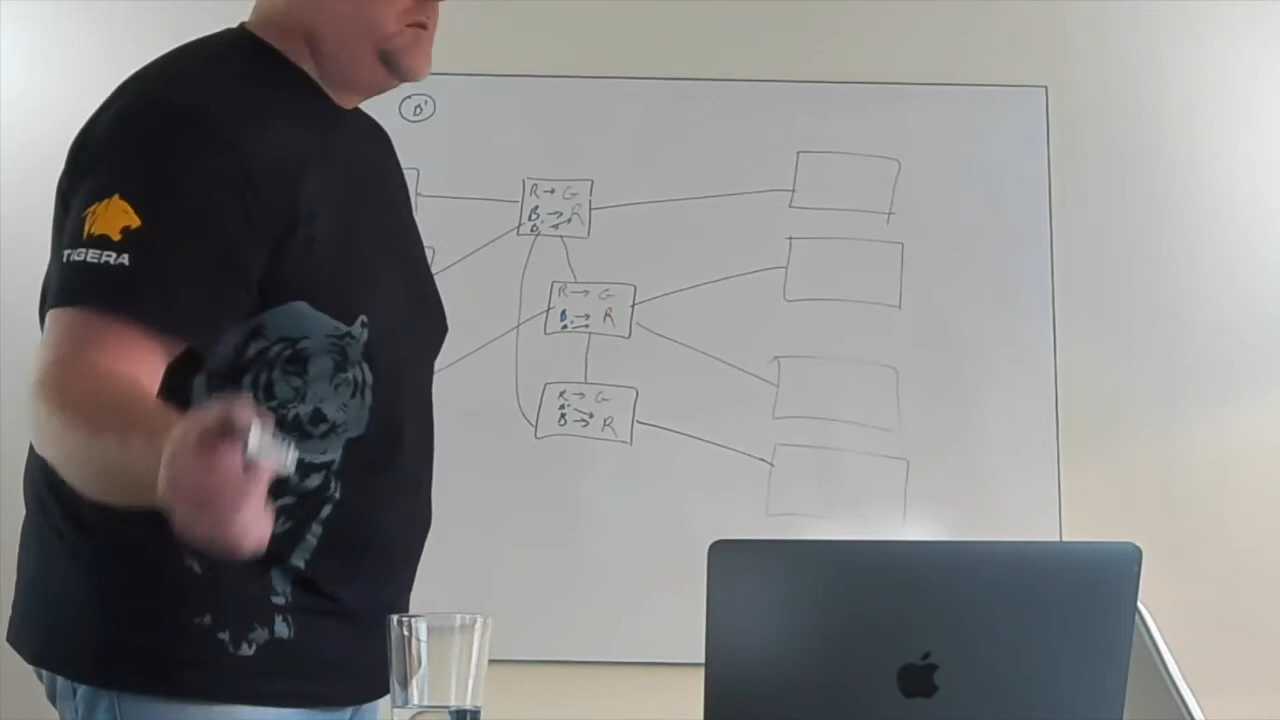 B'
R → G
B. → R
B.
TIGERA
R → G
B. → R
R → G
B → R